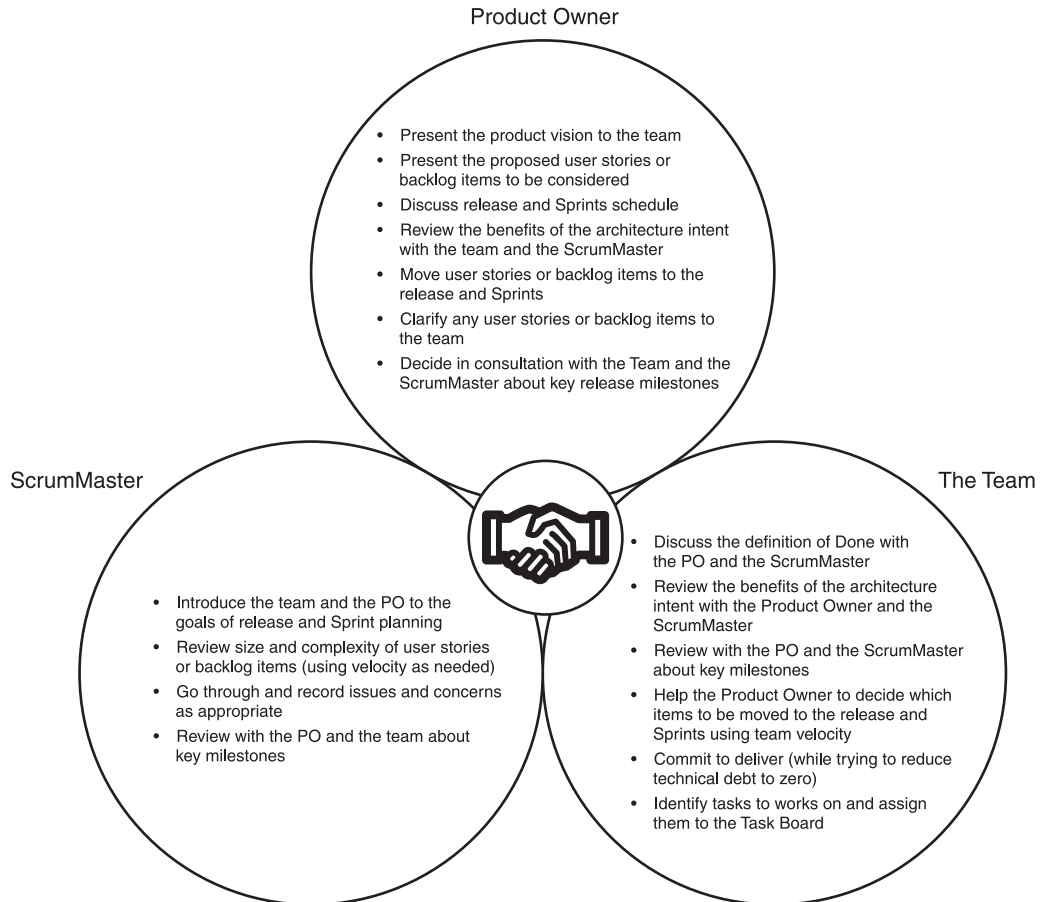 Product Owner
• Present the product vision to the team
• Present the proposed user stories or
backlog items to be considered
• Discuss release and Sprints schedule
• Review the benefits of the architecture intent
with the team and the ScrumMaster
• Move user stories or backlog items to the
release and Sprints
• Clarify any user stories or backlog items to
the team
• Decide in consultation with the Team and the
ScrumMaster about key release milestones
ScrumMaster
• Introduce the team and the PO to the
goals of release and Sprint planning
• Review size and complexity of user stories
or backlog items (using velocity as needed)
• Go through and record issues and concerns
as appropriate
• Review with the PO and the team about
key milestones
The Team
• Discuss the definition of Done with
the PO and the ScrumMaster
• Review the benefits of the architecture
intent with the Product Owner and the
ScrumMaster
• Review with the PO and the ScrumMaster
about key milestones
• Help the Product Owner to decide which
items to be moved to the release and
Sprints using team velocity
• Commit to deliver (while trying to reduce
technical debt to zero)
• Identify tasks to works on and assign
them to the Task Board